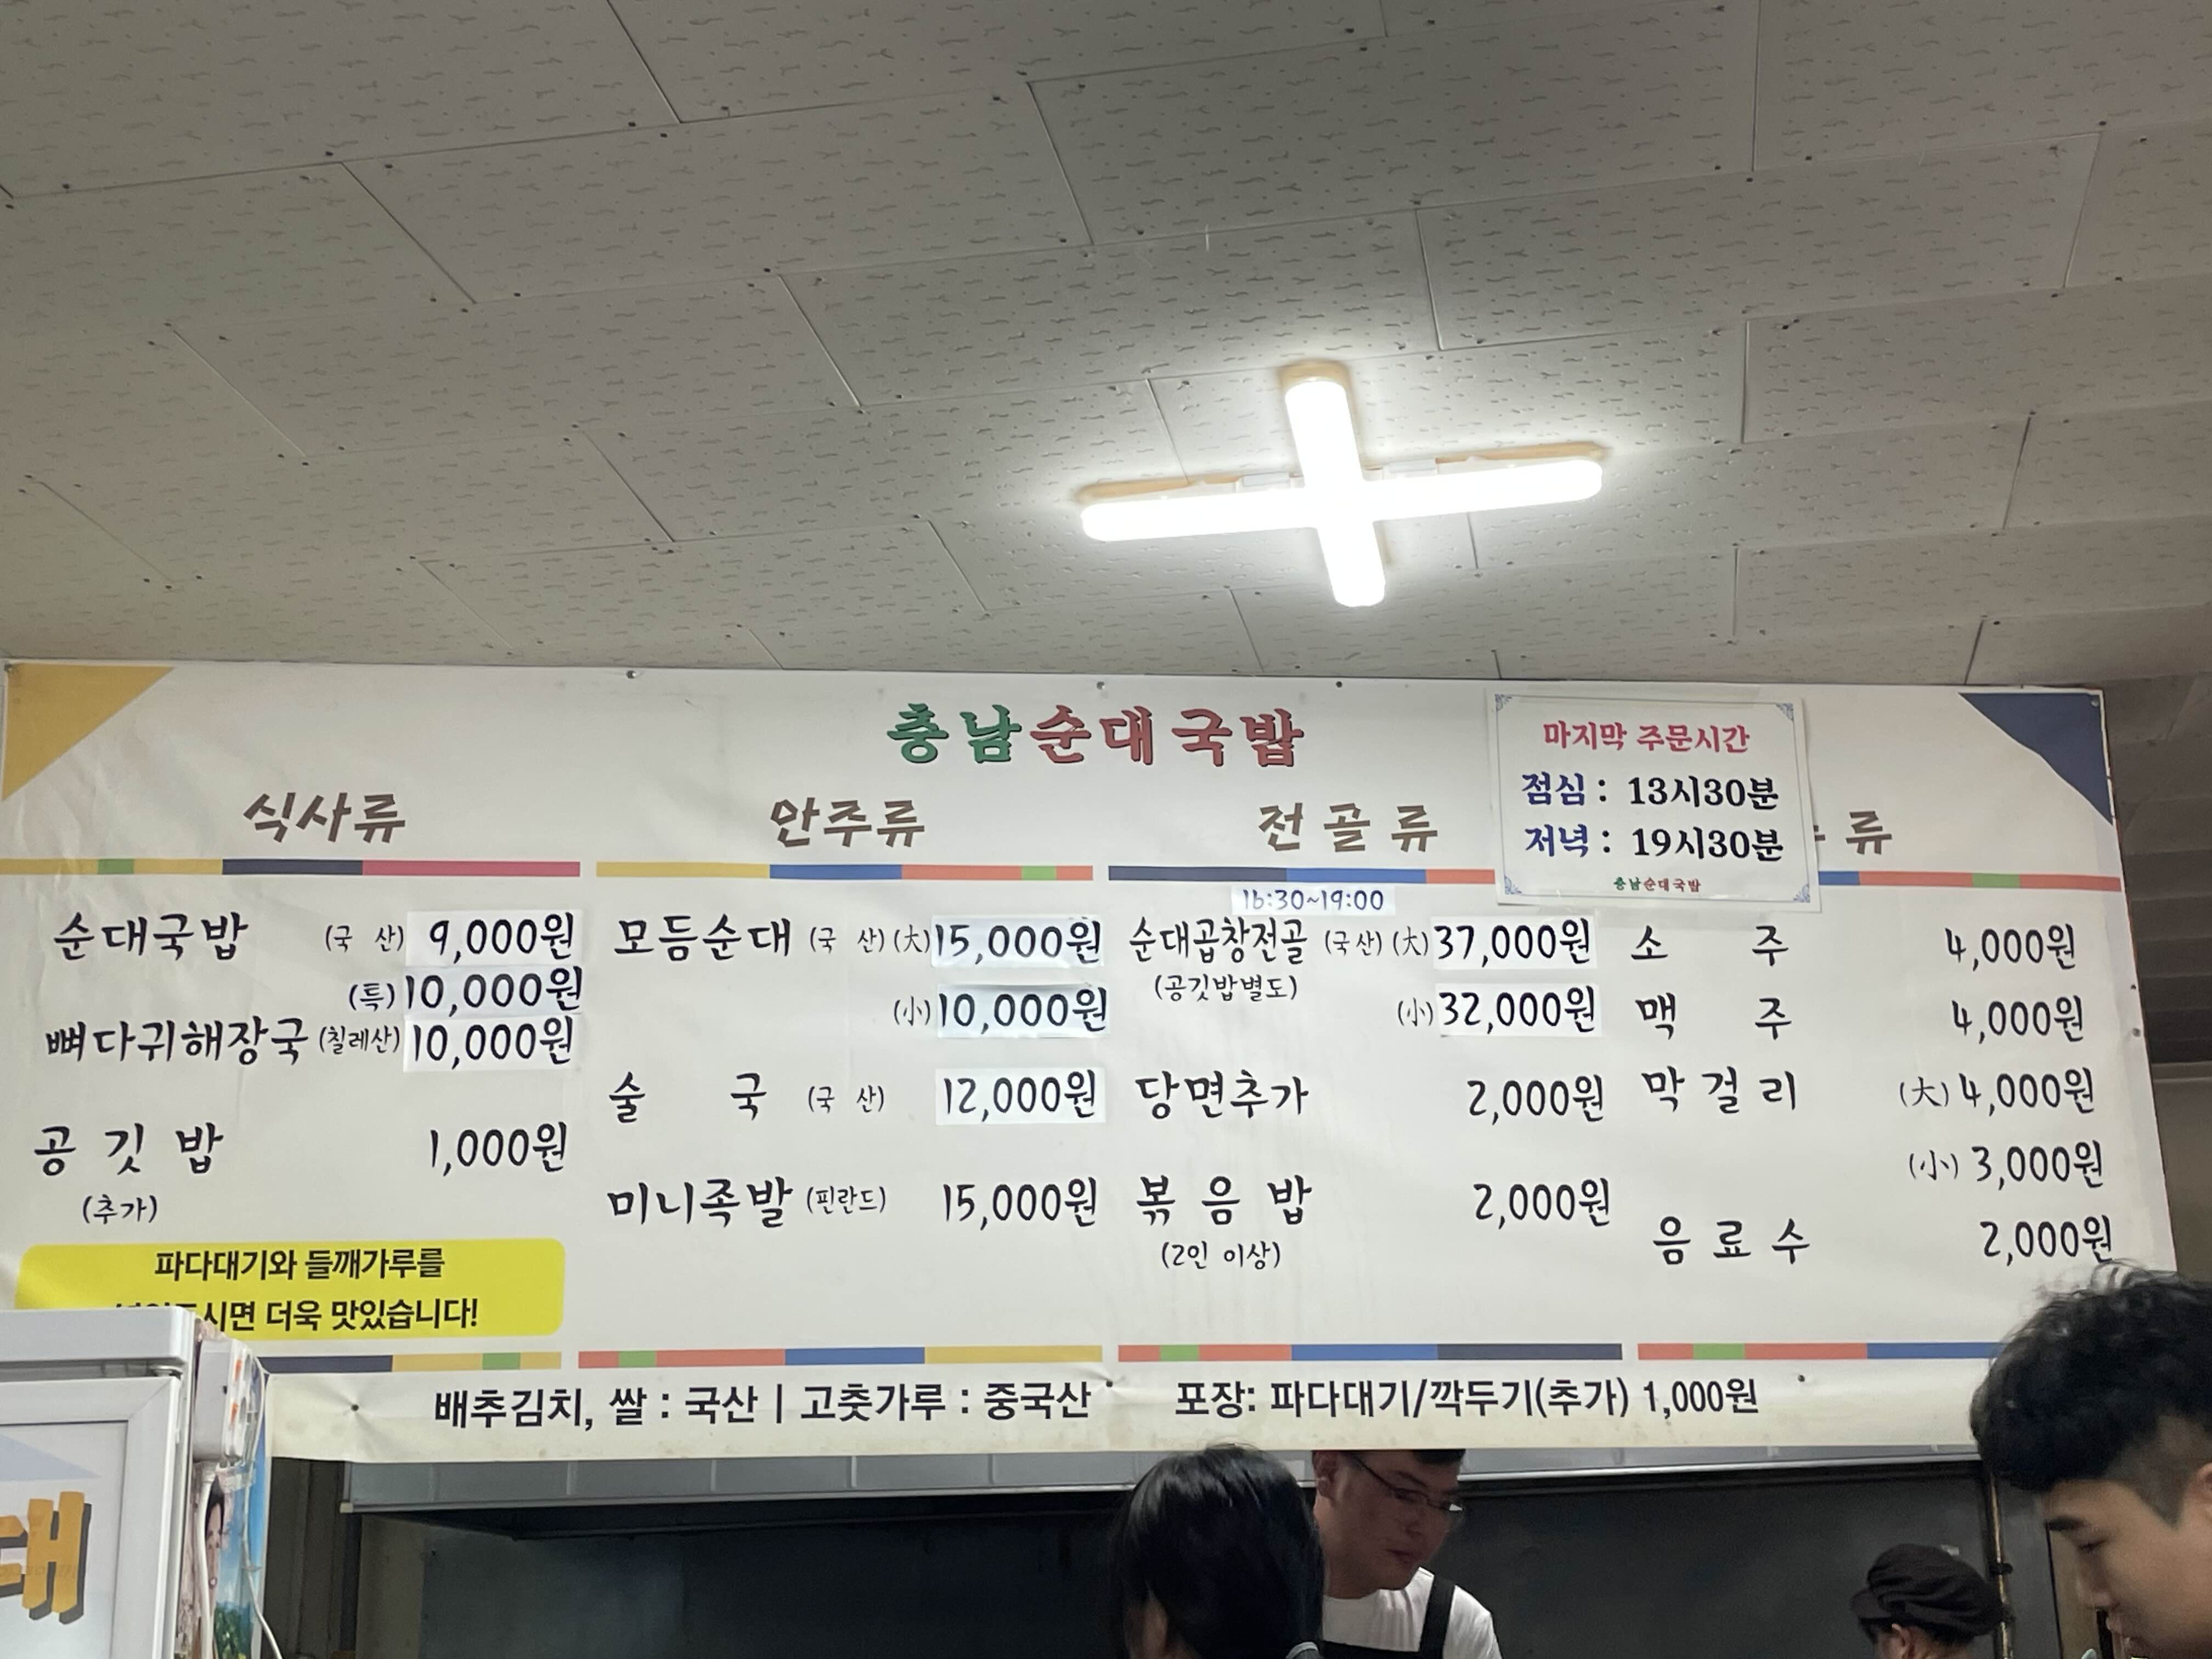 충남순대국밥
마지막 주문시간
점심 : 13시30분
저녁 : 19시30분
충남순대국밥
식사류
순대국밥 (국 산) 9,000원
(특) 10,000원
뼈다귀해장국 (칠레산) 10,000원
공 깃 밥 1,000원
(추가)
파다대기와 들깨가루를
더욱 맛있습니다!
안주류
모듬순대 (국 산) (大) 15,000원
(小) 10,000원
술 국 (국 산) 12,000원
미니족발 (핀란드) 15,000원
전 골 류
16:30~19:00
순대곱창전골 (국산) (大) 37,000원
(공깃밥별도) (小) 32,000원
당면추가 2,000원
볶 음 밥 2,000원
(2인 이상)
류
소 주 4,000원
맥 주 4,000원
막 걸 리 (大) 4,000원
(小) 3,000원
음 료 수 2,000원
배추김치, 쌀 : 국산 | 고춧가루 : 중국산 포장: 파다대기/깍두기(추가) 1,000원
대